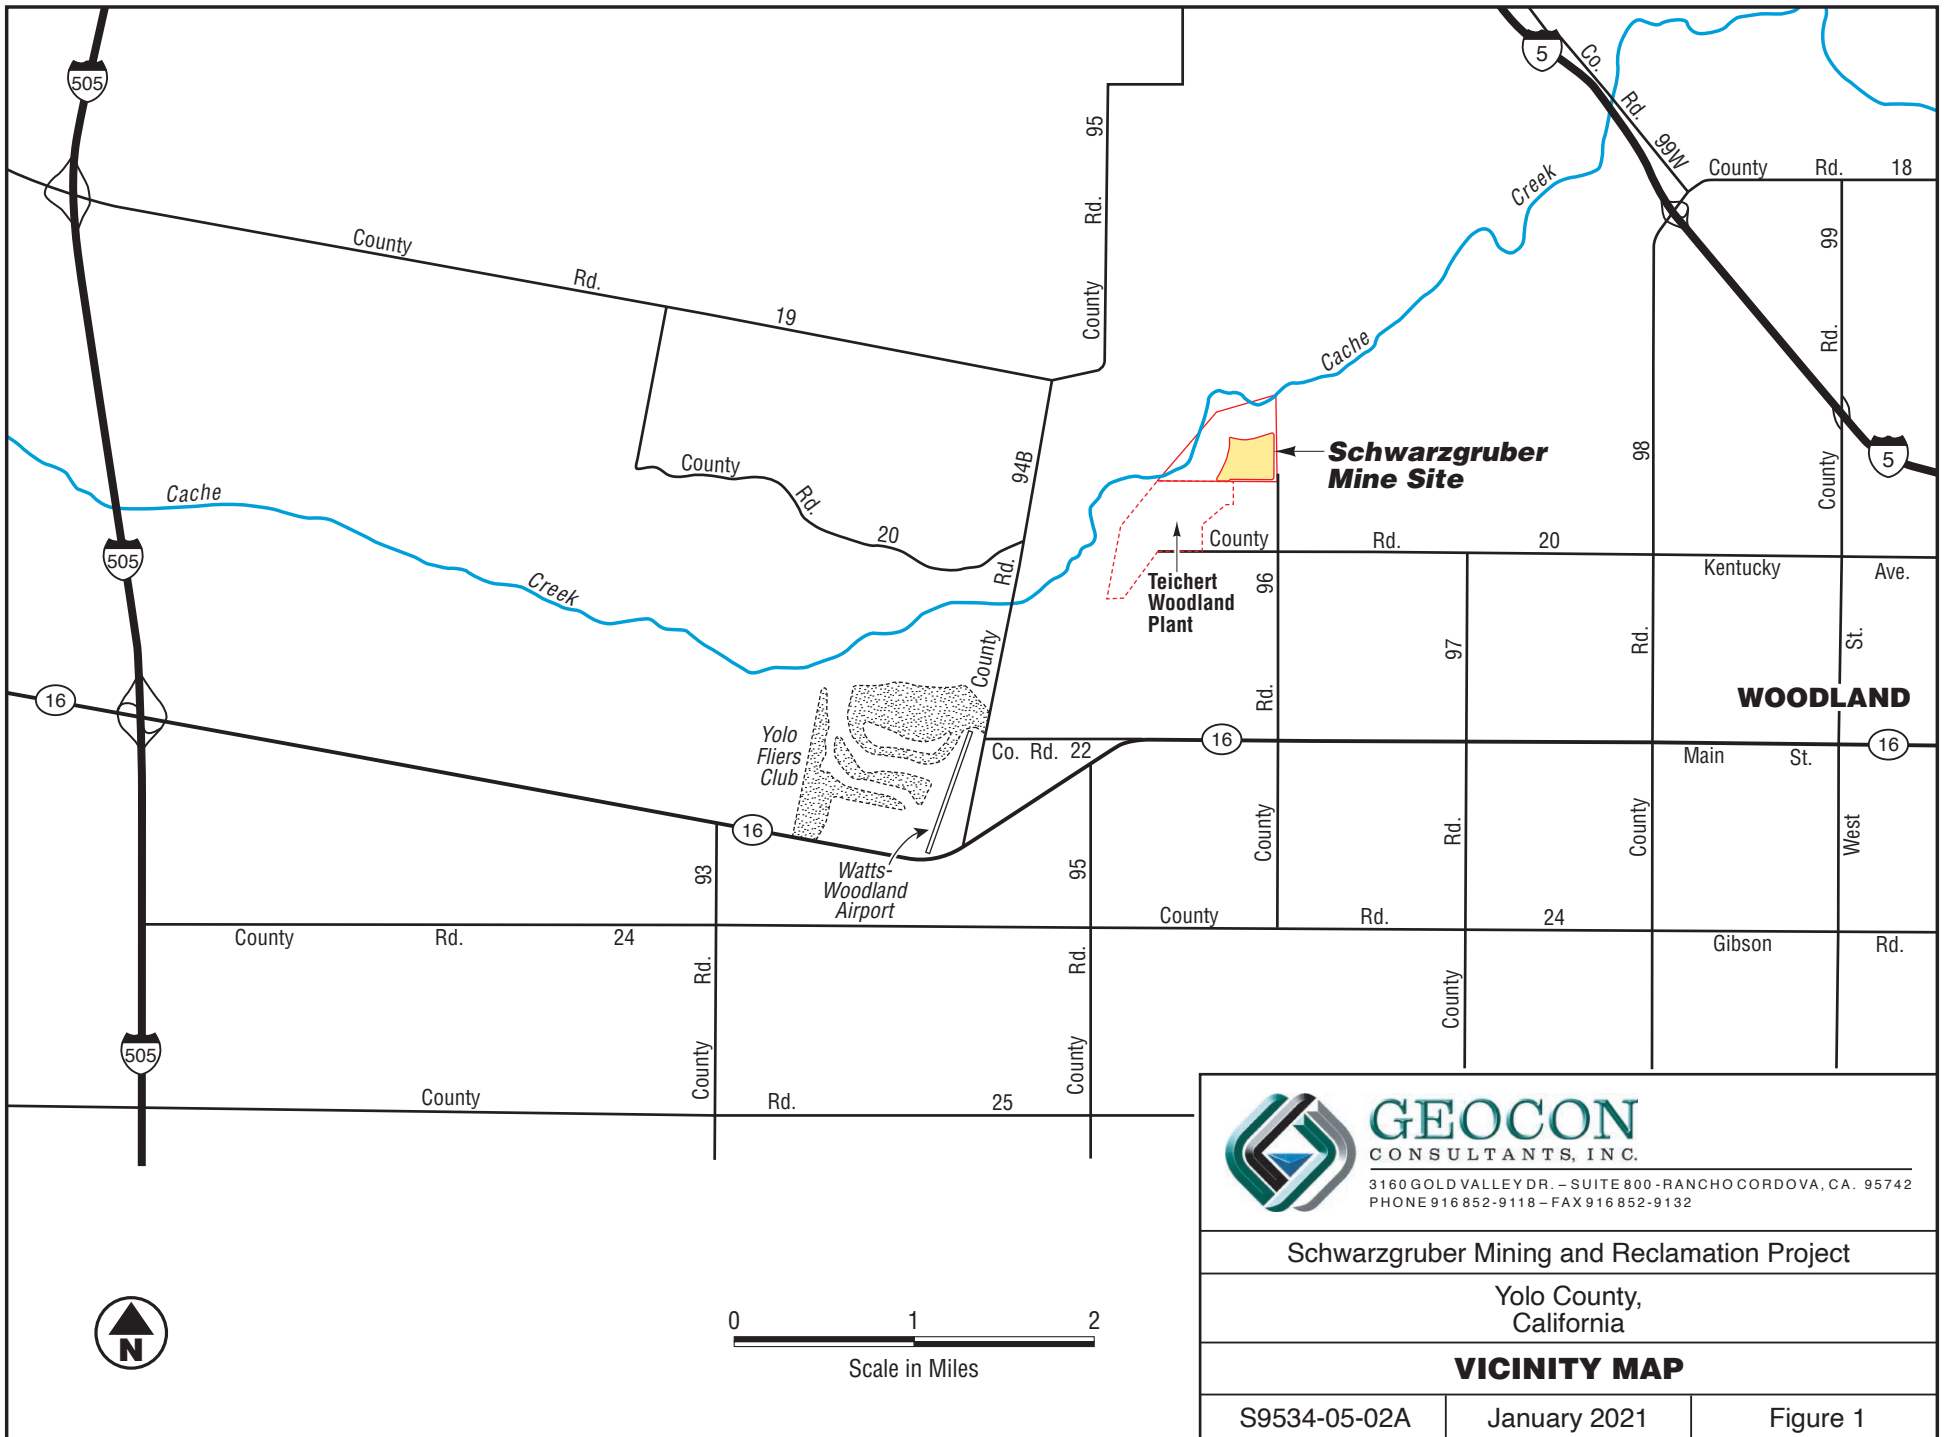 505
5
Co. Rd. 99W
County Rd. 18
95
Rd.
County
Creek
99
Rd.
County
County Rd. 19
Cache
98
Rd.
County
5
Schwarzgruber
Mine Site
94B
Rd.
County
County Rd. 20
Cache
Creek
505
County Rd. 20
Kentucky Ave.
Teichert
Woodland
Plant
96
Rd.
County
97
Rd.
County
St.
West
WOODLAND
16
Yolo
Fliers
Club
Co. Rd. 22
16
Main St.
16
16
Watts-
Woodland
Airport
93
Rd.
County
95
Rd.
County
County Rd. 24
County Rd. 24
Gibson Rd.
505
County Rd. 25
GEOCON
CONSULTANTS, INC.
3160 GOLD VALLEY DR. – SUITE 800 - RANCHO CORDOVA, CA. 95742
PHONE 916 852-9118 – FAX 916 852-9132
Schwarzgruber Mining and Reclamation Project
Yolo County,
California
VICINITY MAP
S9534-05-02A January 2021 Figure 1
N
0 1 2
Scale in Miles